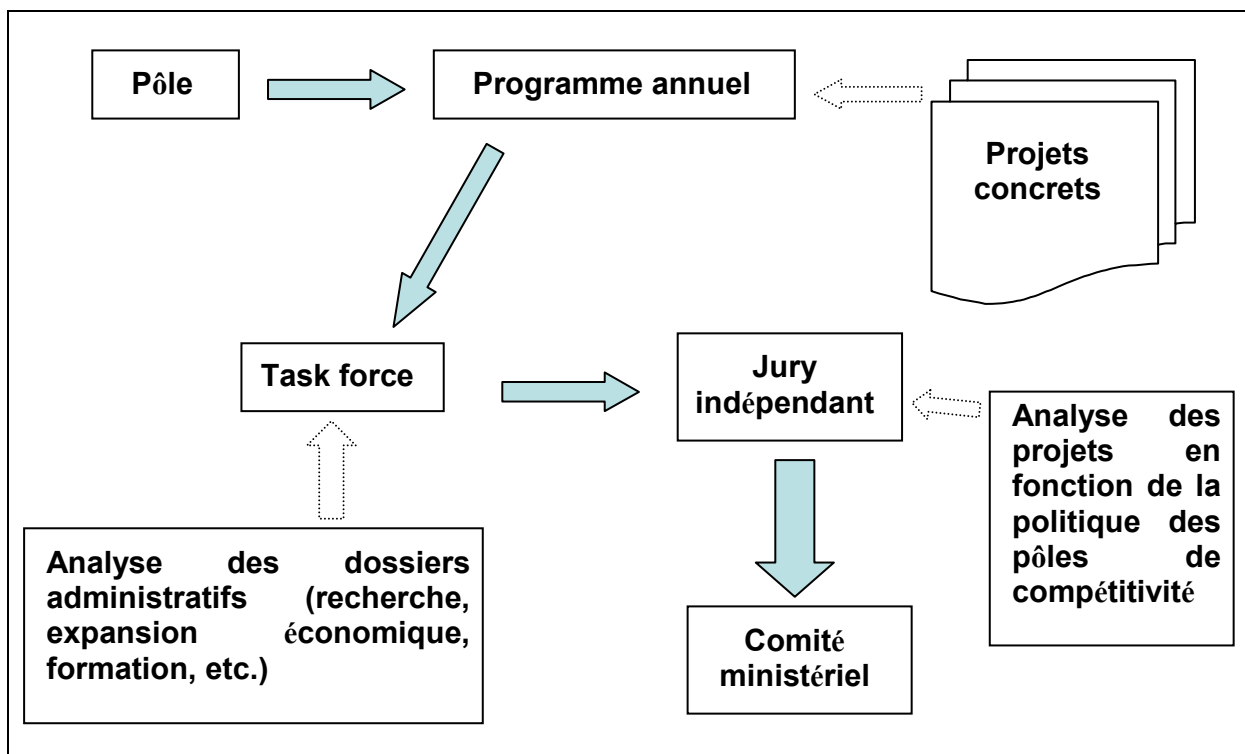 Pôle
Programme annuel
Projets
concrets
Task force
Jury
indépendant
Analyse des
projets en
fonction de la
politique des
pôles de
compétitivité
Analyse des dossiers
administratifs (recherche,
expansion économique,
formation, etc.)
Comité
ministériel